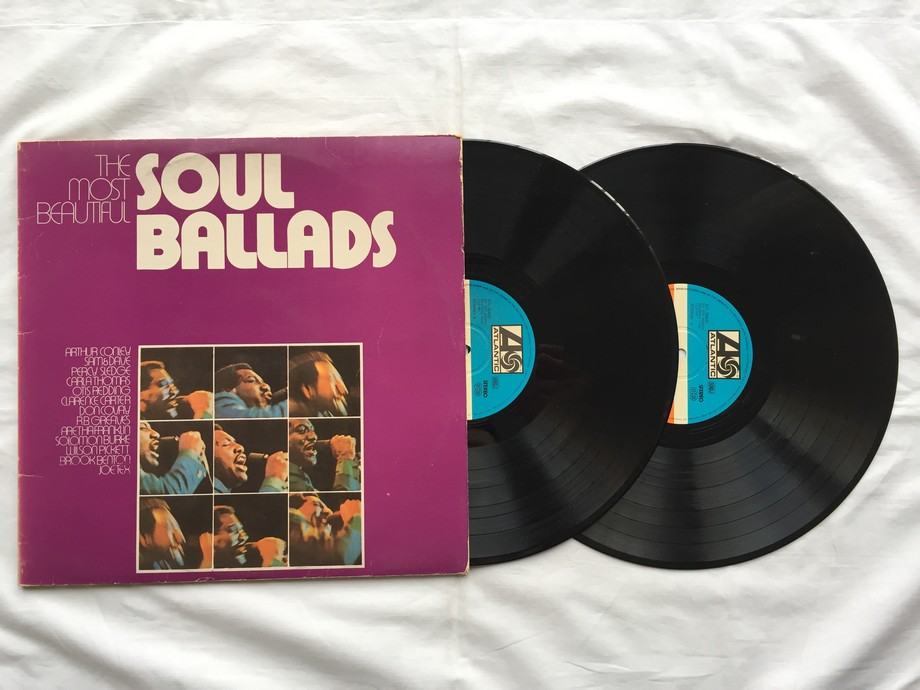 THE
MOST
BEAUTIFUL
SOUL
BALLADS
ARTHUR CONLEY
SAM & DAVE
PERCY SLEDGE
CARLA THOMAS
OTIS REDDING
CLARENCE CARTER
DON COVAY
R.B. GREAVES
ARETHA FRANKLIN
SOLOMON BURKE
WILSON PICKETT
BROOK BENTON
JOE TEX
ATLANTIC
STEREO
ATLANTIC
STEREO